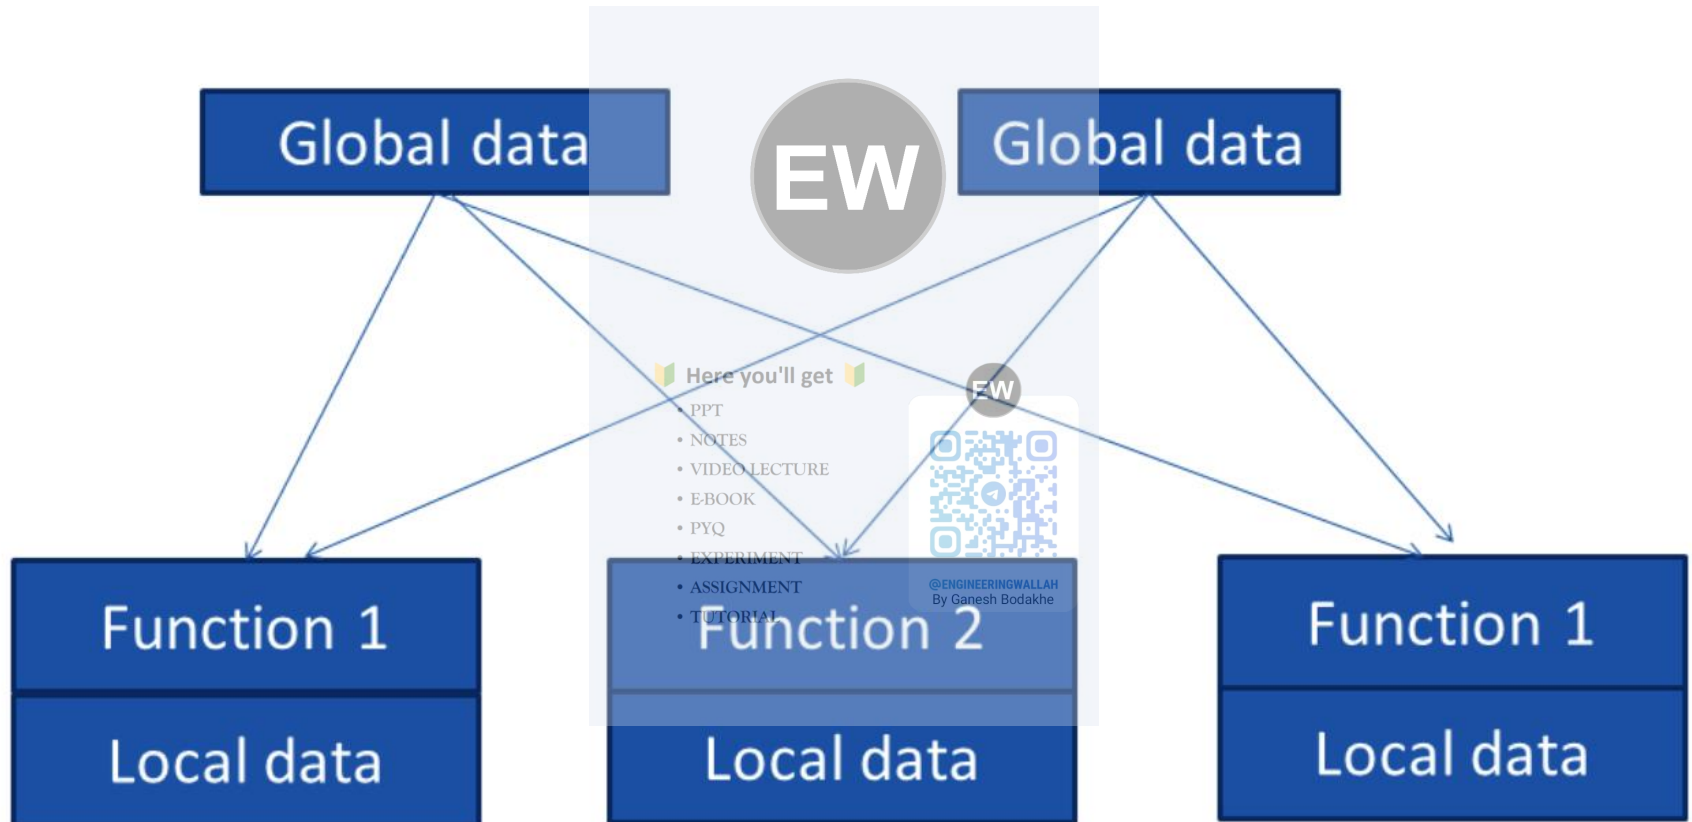 Global data
EW
Global data
Here you'll get
• PPT
• NOTES
• VIDEO LECTURE
• E-BOOK
• PYQ
• EXPERIMENT
• ASSIGNMENT
• TUTORIAL
EW
@ENGINEERINGWALLAH
By Ganesh Bodakhe
Function 1
Local data
Function 2
Local data
Function 1
Local data